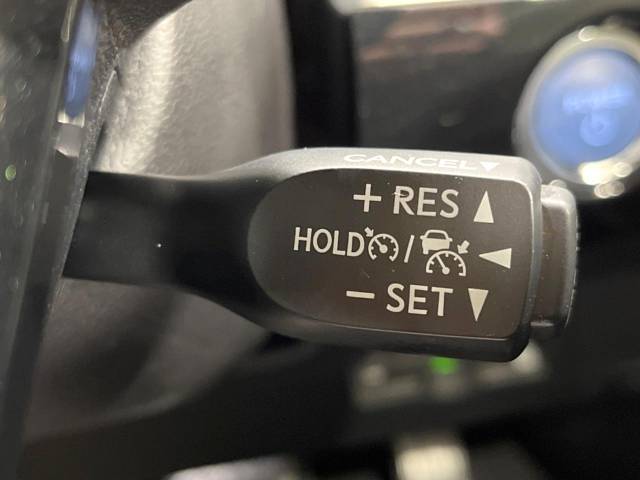 CANCEL▼
+ RES ▲
HOLD / ◀
− SET ▼